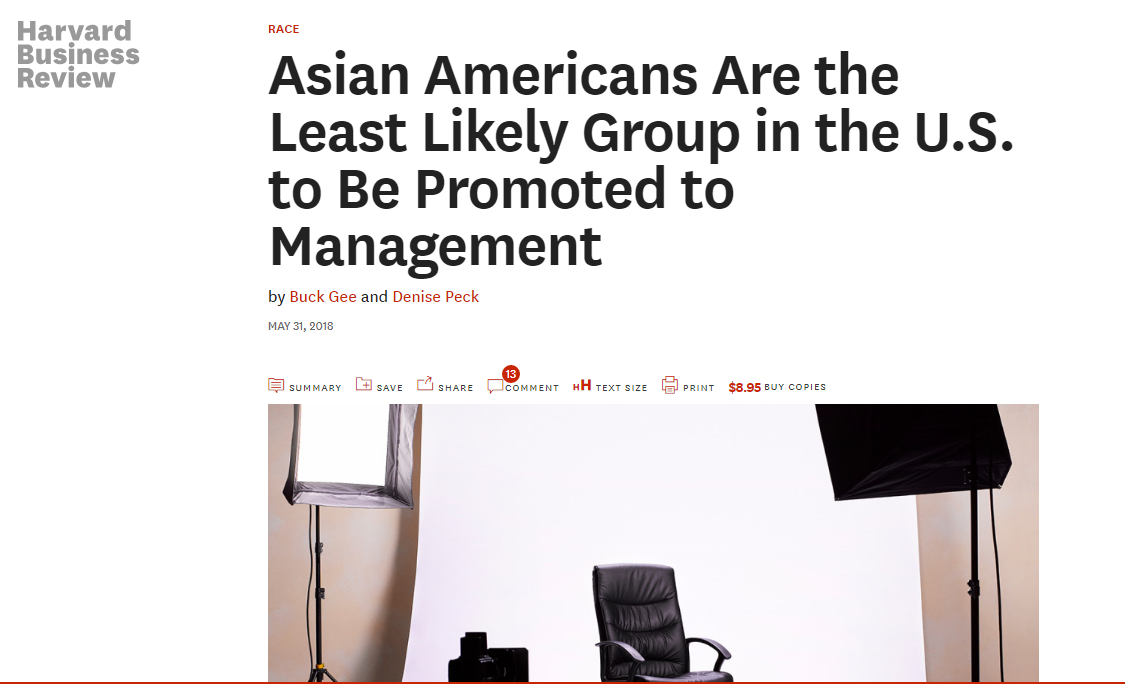 Harvard
Business
Review
RACE
Asian Americans Are the
Least Likely Group in the U.S.
to Be Promoted to
Management
by Buck Gee and Denise Peck
MAY 31, 2018
SUMMARY SAVE SHARE 13 COMMENT HH TEXT SIZE PRINT $8.95 BUY COPIES